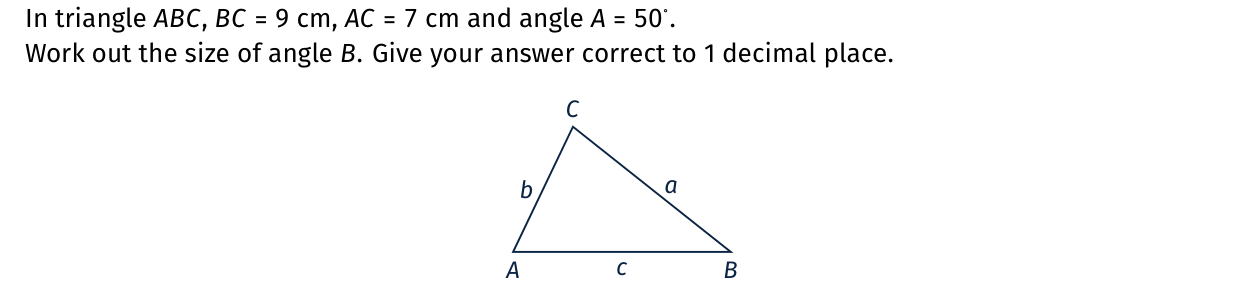 In triangle ABC, BC = 9 cm, AC = 7 cm and angle A = 50°.
Work out the size of angle B. Give your answer correct to 1 decimal place.
C
b
a
A
c
B